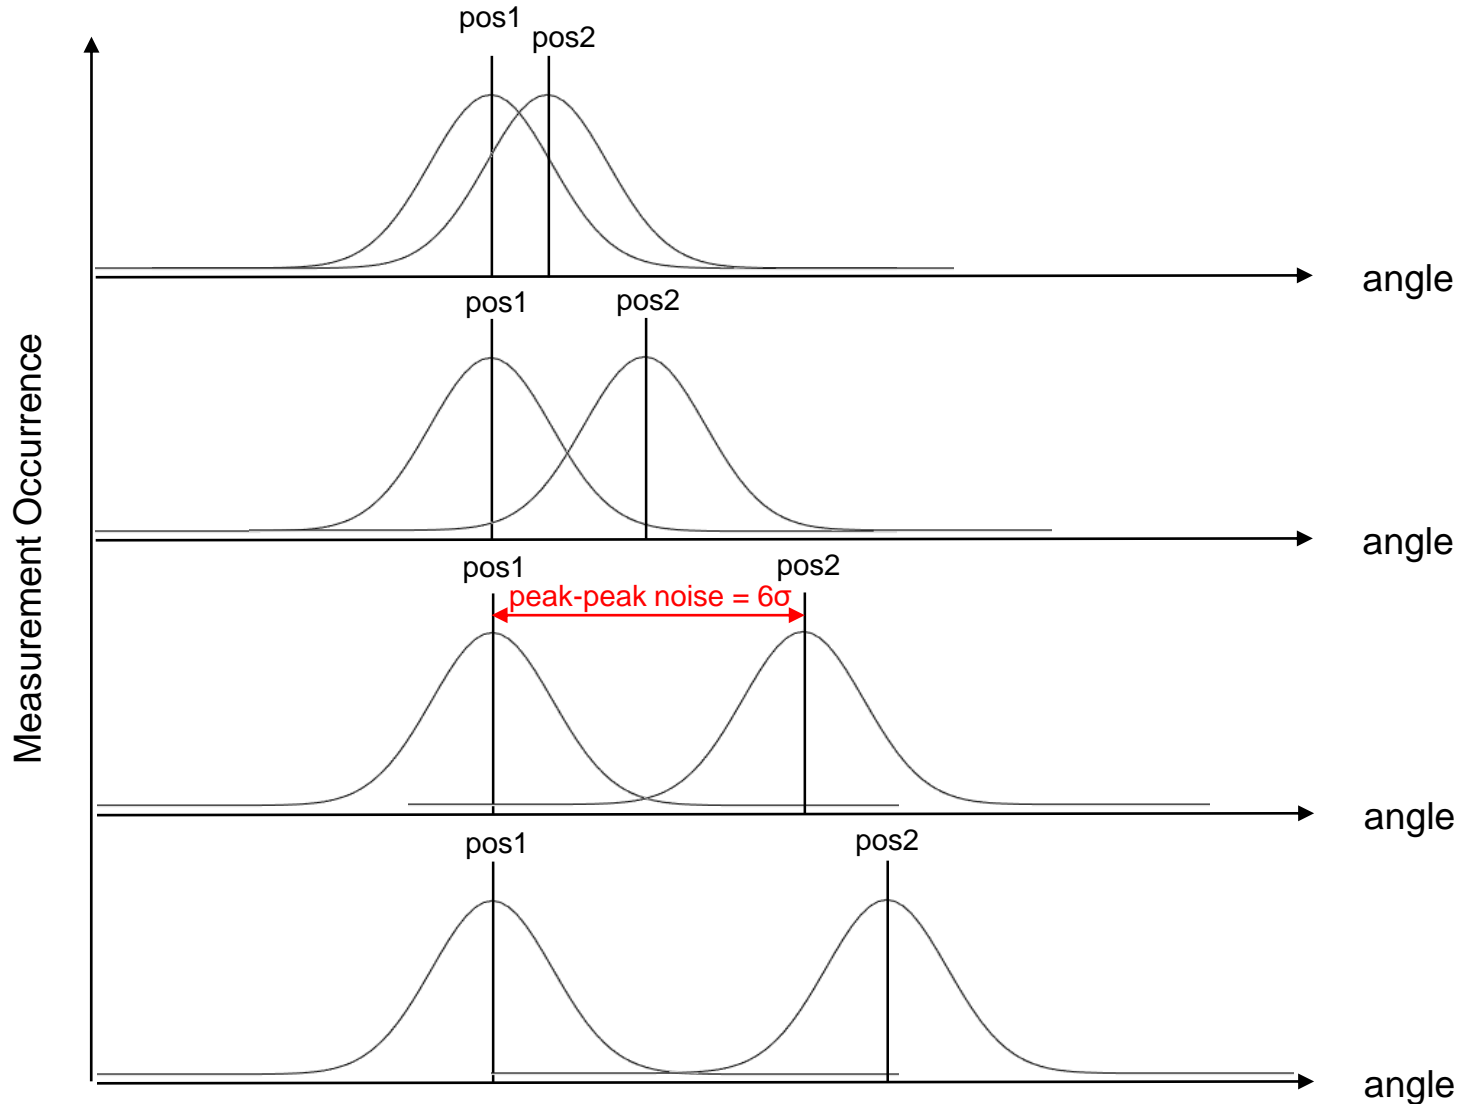 pos1
pos2
angle
pos1
pos2
angle
Measurement Occurrence
pos1
pos2
peak-peak noise = 6σ
angle
pos1
pos2
angle